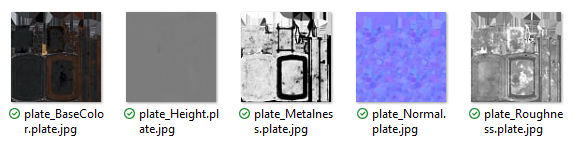 plate_BaseColo
r.plate.jpg
plate_Height.pl
ate.jpg
plate_Metalnes
s.plate.jpg
plate_Normal.
plate.jpg
plate_Roughne
ss.plate.jpg